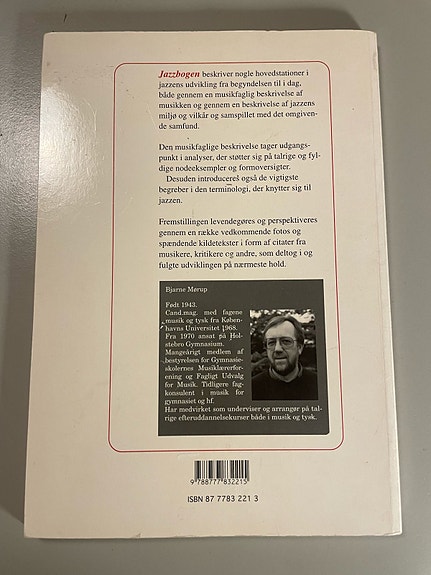 Jazzbogen beskriver nogle hovedstationer i
jazzens udvikling fra begyndelsen til i dag,
både gennem en musikfaglig beskrivelse af
musikken og gennem en beskrivelse af jazzens
miljø og vilkår og samspillet med det omgiven-
de samfund.
Den musikfaglige beskrivelse tager udgangs-
punkt i analyser, der støtter sig på talrige og fyl-
dige nodeeksempler og formoversigter.
Desuden introduceres også de vigtigste
begreber i den terminologi, der knytter sig til
jazzen.
Fremstillingen levendegøres og perspektiveres
gennem en række vedkommende fotos og
spændende kildetekster i form af citater fra
musikere, kritikere og andre, som deltog i og
fulgte udviklingen på nærmeste hold.
Bjarne Mørup
Født 1943.
Cand.mag. med fagene
musik og tysk fra Køben-
havns Universitet 1968.
Fra 1970 ansat på Hol-
stebro Gymnasium.
Mangeårigt medlem af
bestyrelsen for Gymnasie-
skolernes Musiklærerfor-
ening og Fagligt Udvalg
for Musik. Tidligere fag-
konsulent i musik for
gymnasiet og hf.
Har medvirket som underviser og arrangør på tal-
rige efteruddannelsekurser både i musik og tysk.
9 788777 832215
ISBN 87 7783 221 3